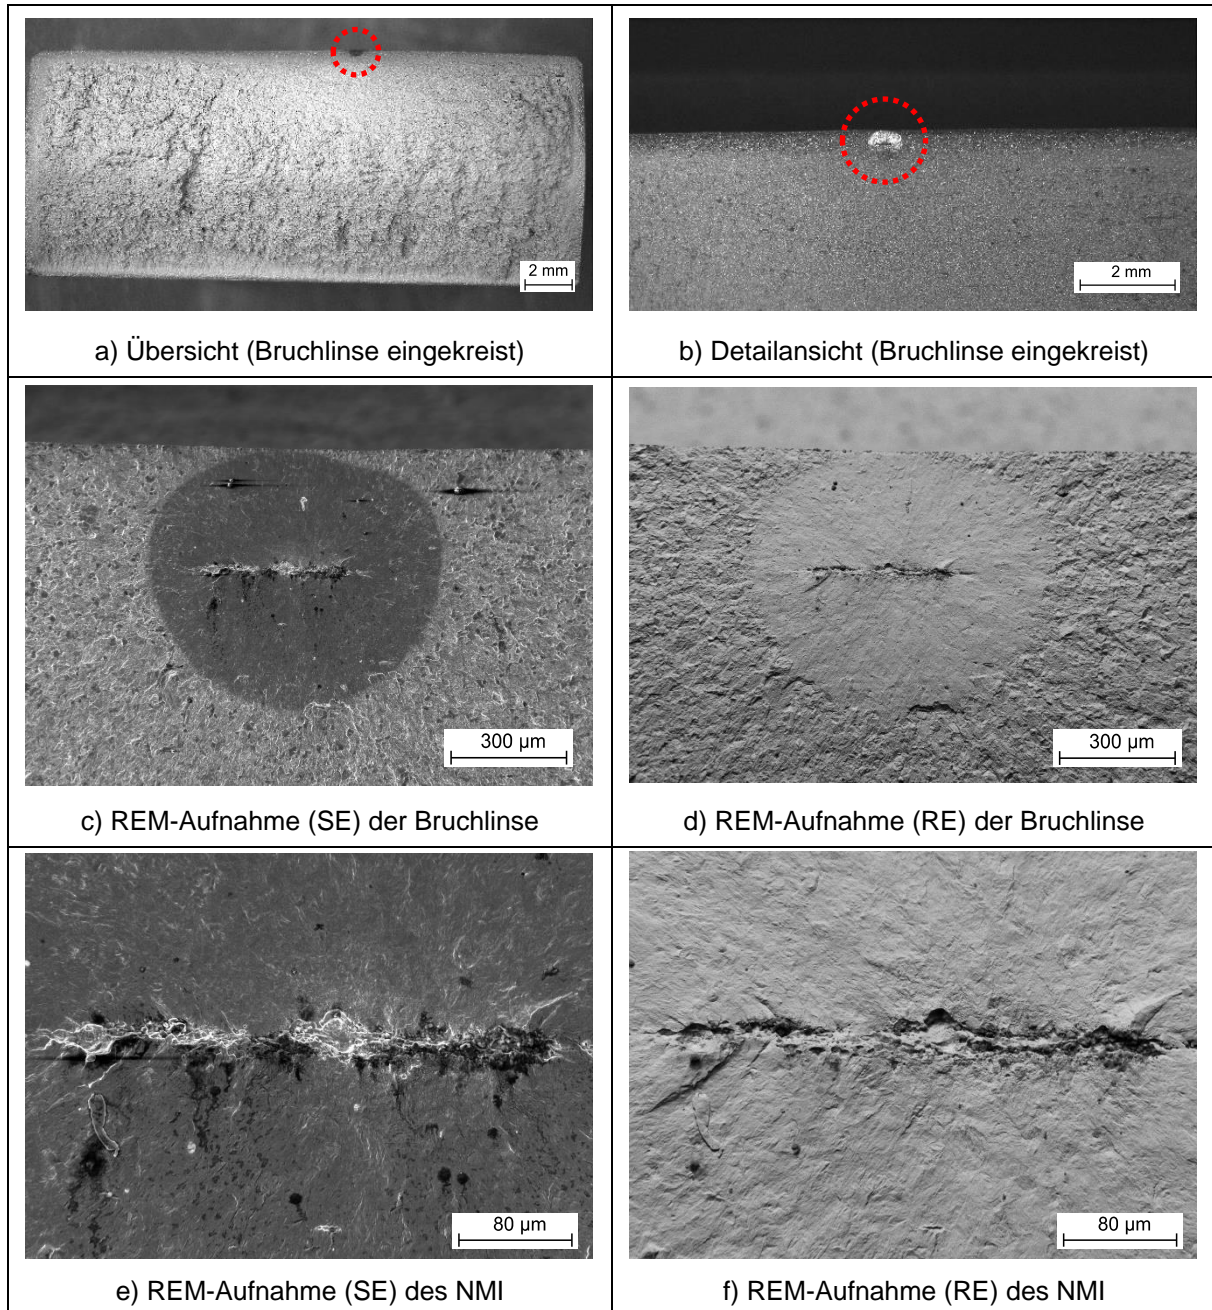 2 mm
2 mm
a) Übersicht (Bruchlinse eingekreist)
b) Detailansicht (Bruchlinse eingekreist)
300 µm
300 µm
c) REM-Aufnahme (SE) der Bruchlinse
d) REM-Aufnahme (RE) der Bruchlinse
80 µm
80 µm
e) REM-Aufnahme (SE) des NMI
f) REM-Aufnahme (RE) des NMI